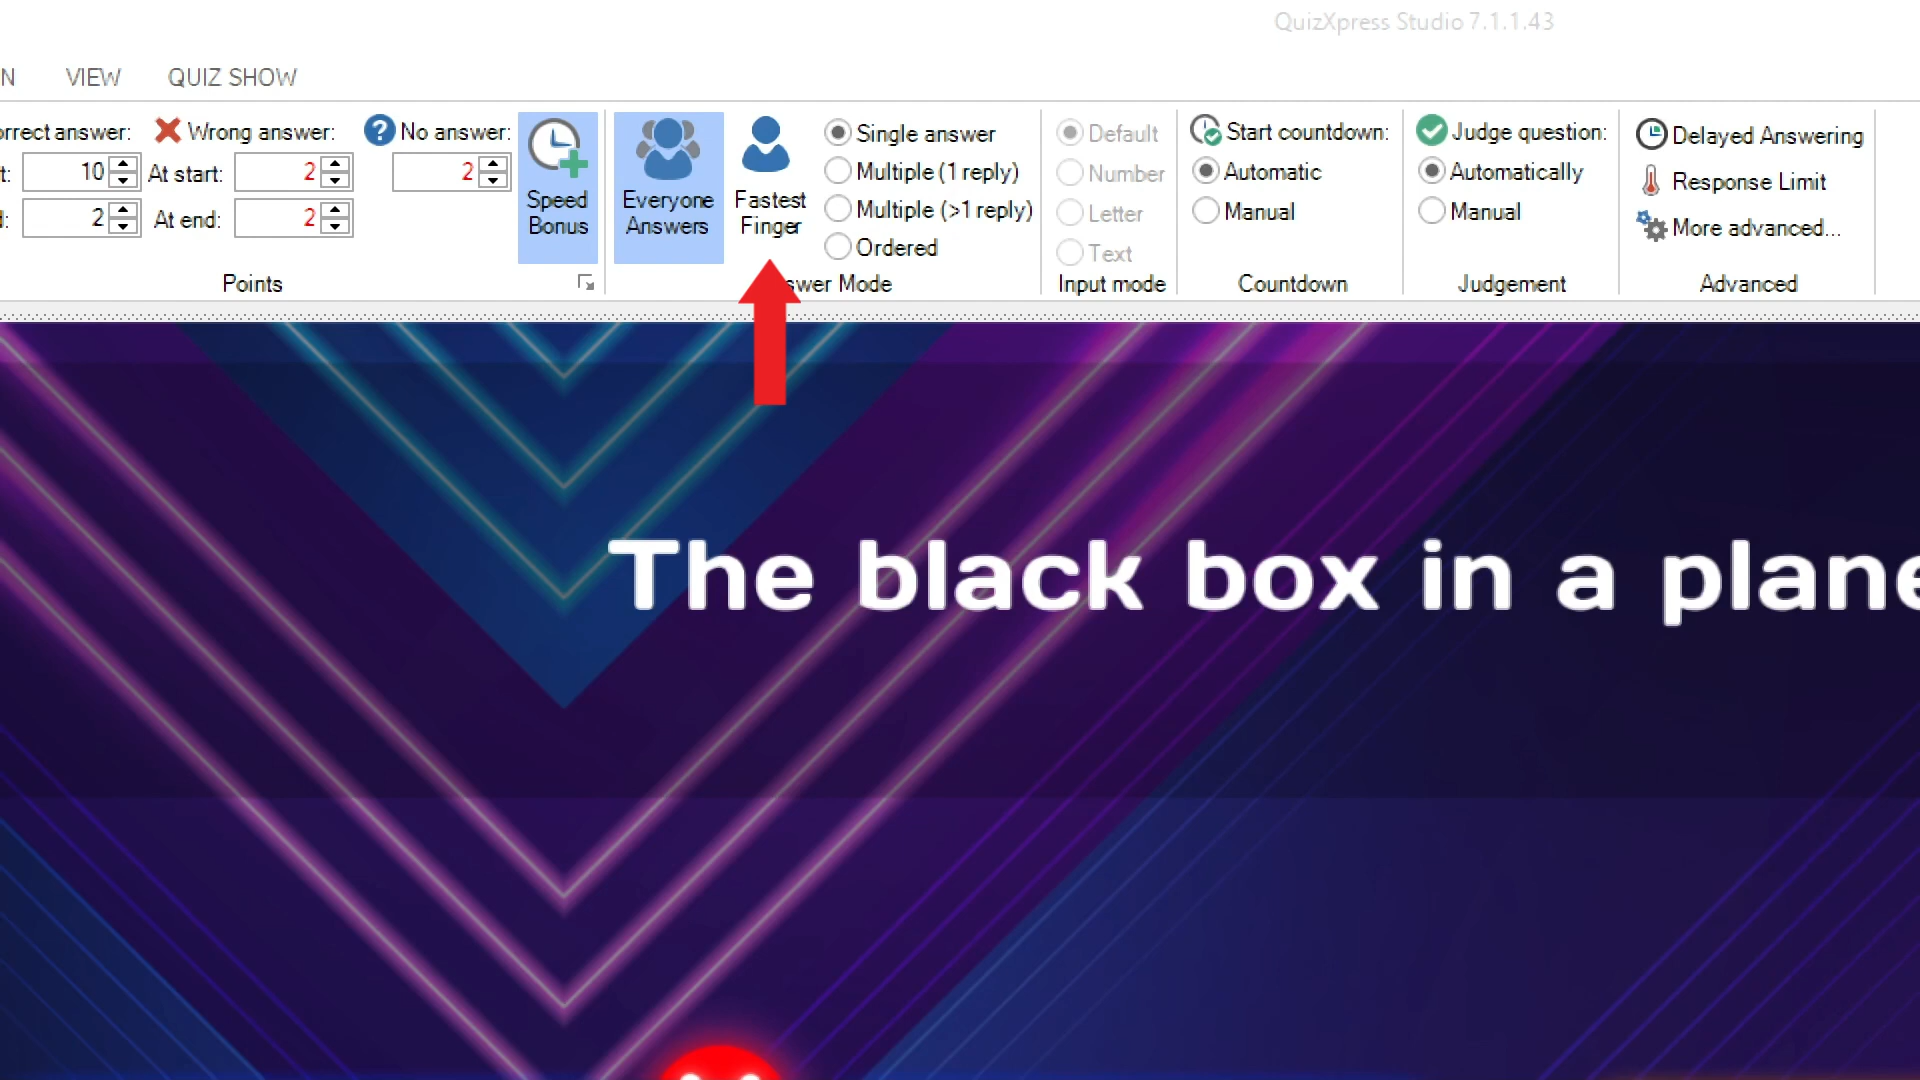 QuizXpress Studio 7.1.1.43
N VIEW QUIZ SHOW
orrect answer: Wrong answer: ? No answer:
t: 10 At start: 2 2
2 At end: 2
Speed Bonus
Everyone Answers
Fastest Finger
Single answer
Multiple (1 reply)
Multiple (>1 reply)
Ordered
Default
Number
Letter
Text
Start countdown:
Automatic
Manual
Judge question:
Automatically
Manual
Delayed Answering
Response Limit
More advanced...
Points swer Mode Input mode Countdown Judgement Advanced
The black box in a plane